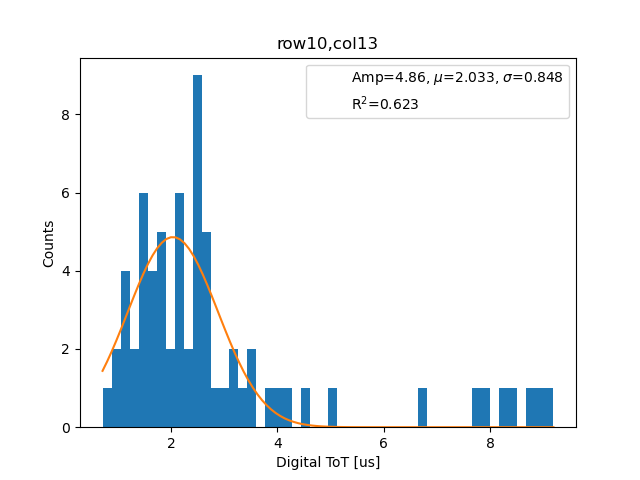 row10,col13
Amp=4.86, μ=2.033, σ=0.848
R²=0.623
Counts
8
6
4
2
0
2 4 6 8
Digital ToT [us]